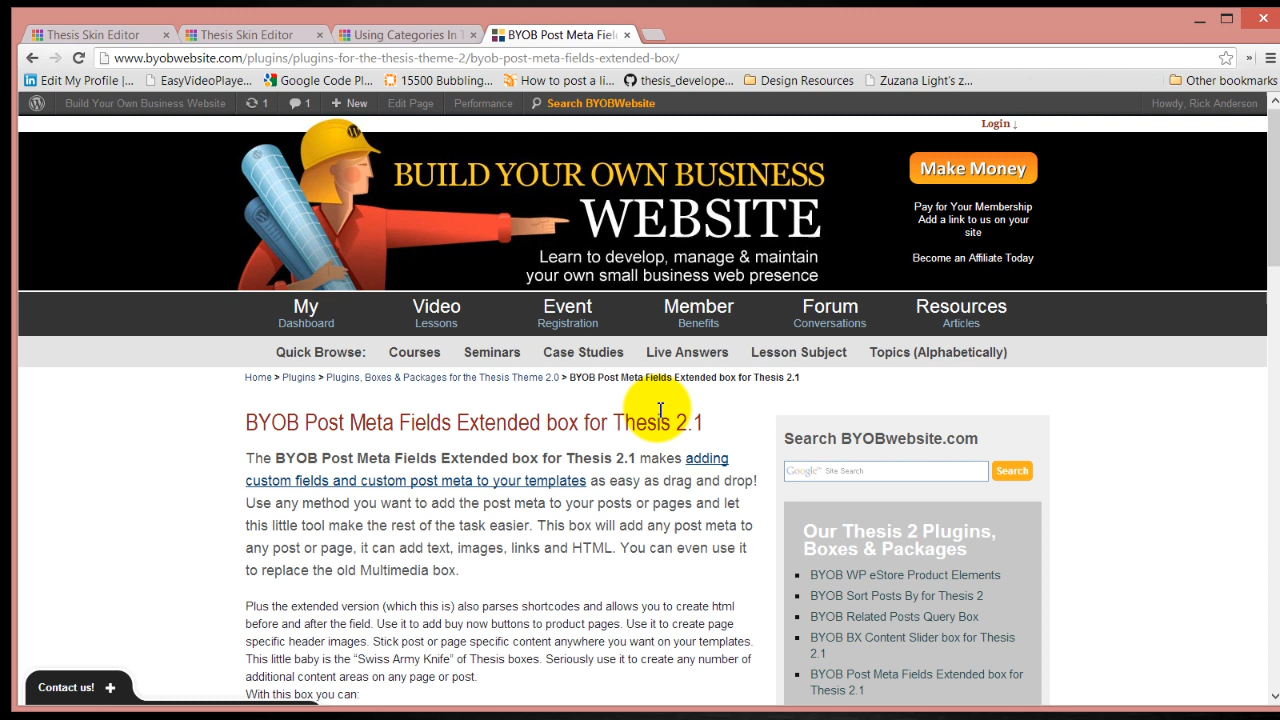 Thesis Skin Editor
Thesis Skin Editor
Using Categories In T
BYOB Post Meta Fiel
www.byobwebsite.com/plugins/plugins-for-the-thesis-theme-2/byob-post-meta-fields-extended-box/
Edit My Profile |...
EasyVideoPlaye...
Google Code Pl...
15500 Bubbling...
How to post a li...
thesis_develope...
Design Resources
Zuzana Light's z...
Other bookmarks
Build Your Own Business Website
1
1
+ New
Edit Page
Performance
Search BYOBWebsite
Howdy, Rick Anderson
Login ↓
BUILD YOUR OWN BUSINESS
WEBSITE
Learn to develop, manage & maintain
your own small business web presence
Make Money
Pay for Your Membership
Add a link to us on your
site
Become an Affiliate Today
My
Dashboard
Video
Lessons
Event
Registration
Member
Benefits
Forum
Conversations
Resources
Articles
Quick Browse: Courses Seminars Case Studies Live Answers Lesson Subject Topics (Alphabetically)
Home > Plugins > Plugins, Boxes & Packages for the Thesis Theme 2.0 > BYOB Post Meta Fields Extended box for Thesis 2.1
BYOB Post Meta Fields Extended box for Thesis 2.1
The BYOB Post Meta Fields Extended box for Thesis 2.1 makes adding
custom fields and custom post meta to your templates as easy as drag and drop!
Use any method you want to add the post meta to your posts or pages and let
this little tool make the rest of the task easier. This box will add any post meta to
any post or page, it can add text, images, links and HTML. You can even use it
to replace the old Multimedia box.
Plus the extended version (which this is) also parses shortcodes and allows you to create html
before and after the field. Use it to add buy now buttons to product pages. Use it to create page
specific header images. Stick post or page specific content anywhere you want on your templates.
This little baby is the “Swiss Army Knife” of Thesis boxes. Seriously use it to create any number of
additional content areas on any page or post.
With this box you can:
Search BYOBwebsite.com
Google™ Site Search
Search
Our Thesis 2 Plugins,
Boxes & Packages
BYOB WP eStore Product Elements
BYOB Sort Posts By for Thesis 2
BYOB Related Posts Query Box
BYOB BX Content Slider box for Thesis
2.1
BYOB Post Meta Fields Extended box for
Thesis 2.1
Contact us! +